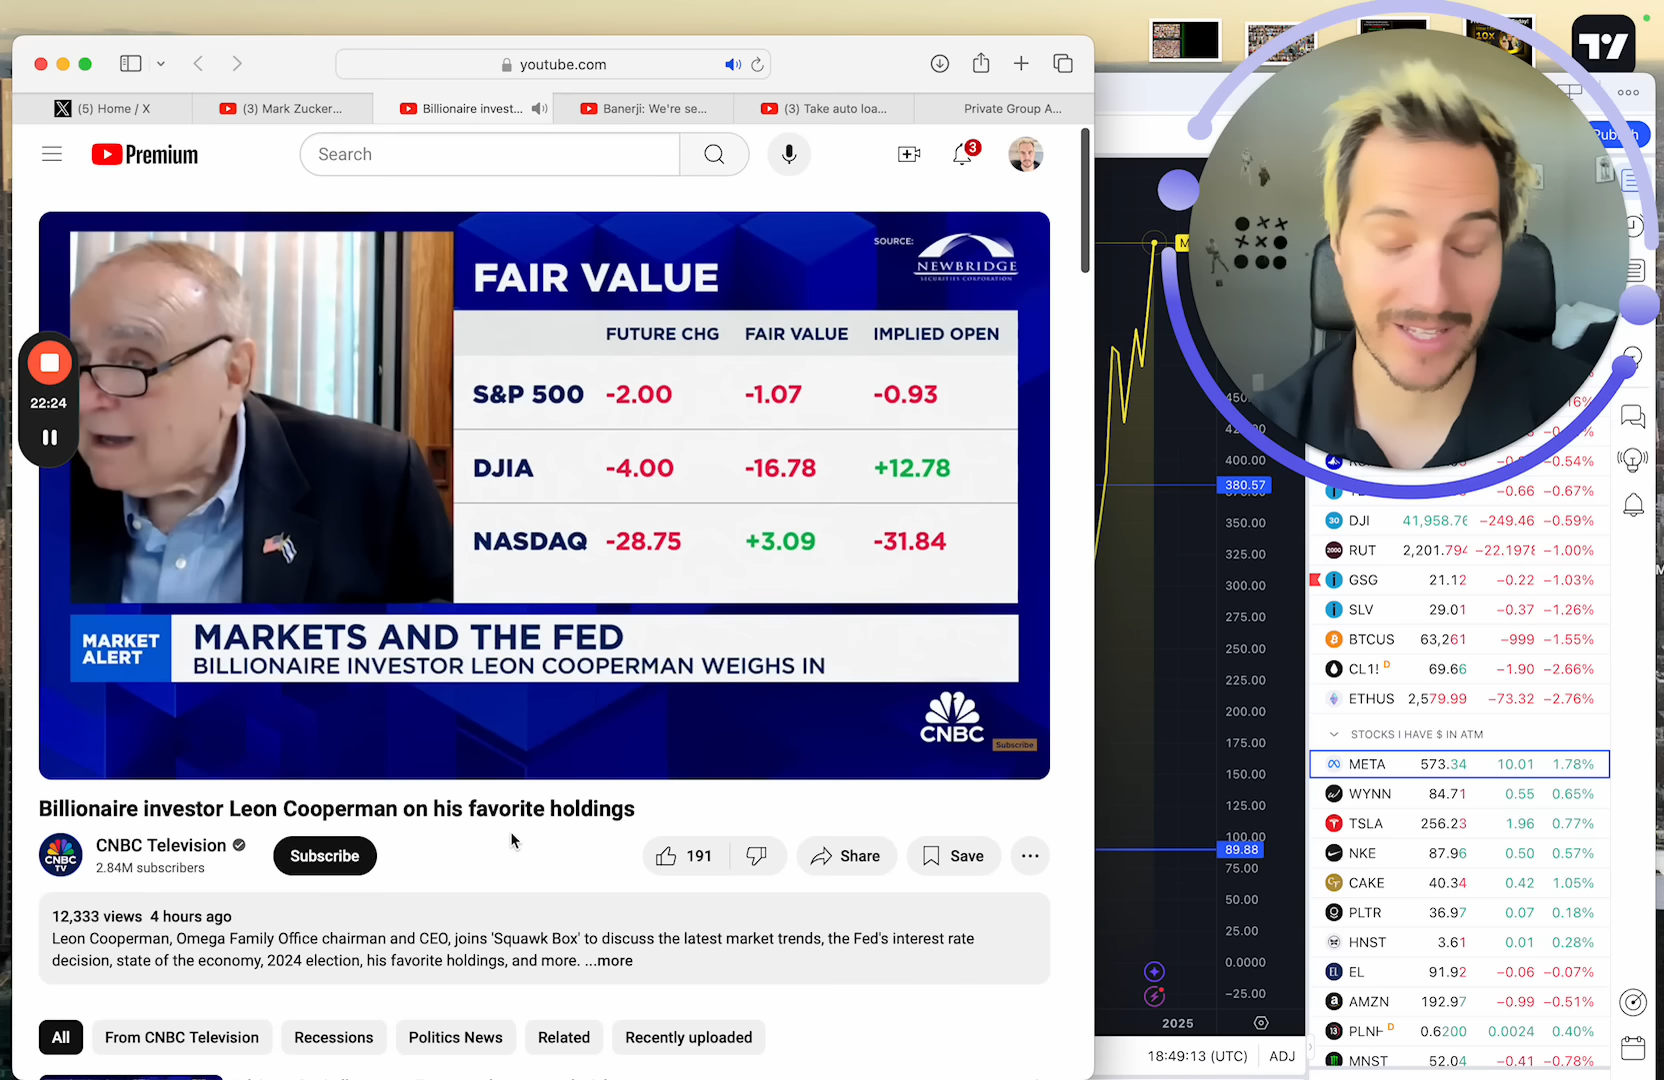 youtube.com
(5) Home / X
(3) Mark Zucker...
Billionaire invest...
Banerji: We're se...
(3) Take auto loa...
Private Group A...
Premium
Search
3
SOURCE:
NEWBRIDGE
SECURITIES CORPORATION
FAIR VALUE
FUTURE CHG FAIR VALUE IMPLIED OPEN
S&P 500 -2.00 -1.07 -0.93
DJIA -4.00 -16.78 +12.78
NASDAQ -28.75 +3.09 -31.84
MARKET
ALERT
MARKETS AND THE FED
BILLIONAIRE INVESTOR LEON COOPERMAN WEIGHS IN
CNBC
Subscribe
22:24
Billionaire investor Leon Cooperman on his favorite holdings
CNBC
TV
CNBC Television
2.84M subscribers
Subscribe
191
Share
Save
12,333 views 4 hours ago
Leon Cooperman, Omega Family Office chairman and CEO, joins 'Squawk Box' to discuss the latest market trends, the Fed's interest rate
decision, state of the economy, 2024 election, his favorite holdings, and more. ...more
All
From CNBC Television
Recessions
Politics News
Related
Recently uploaded
10X
400.00
380.57
350.00
325.00
300.00
275.00
250.00
225.00
200.00
175.00
150.00
125.00
100.00
89.88
75.00
50.00
25.00
0.0000
-25.00
2025
18:49:13 (UTC) ADJ
-0.54%
-0.66 -0.67%
DJI 41,958.76 -249.46 -0.59%
RUT 2,201.794 -22.1978 -1.00%
GSG 21.12 -0.22 -1.03%
SLV 29.01 -0.37 -1.26%
BTCUS 63,261 -999 -1.55%
CL1! D 69.66 -1.90 -2.66%
ETHUS 2,579.99 -73.32 -2.76%
STOCKS I HAVE $ IN ATM
META 573.34 10.01 1.78%
WYNN 84.71 0.55 0.65%
TSLA 256.23 1.96 0.77%
NKE 87.96 0.50 0.57%
CAKE 40.34 0.42 1.05%
PLTR 36.97 0.07 0.18%
HNST 3.61 0.01 0.28%
EL 91.92 -0.06 -0.07%
AMZN 192.97 -0.99 -0.51%
PLNH D 0.6200 0.0024 0.40%
MNST 52.04 -0.41 -0.78%